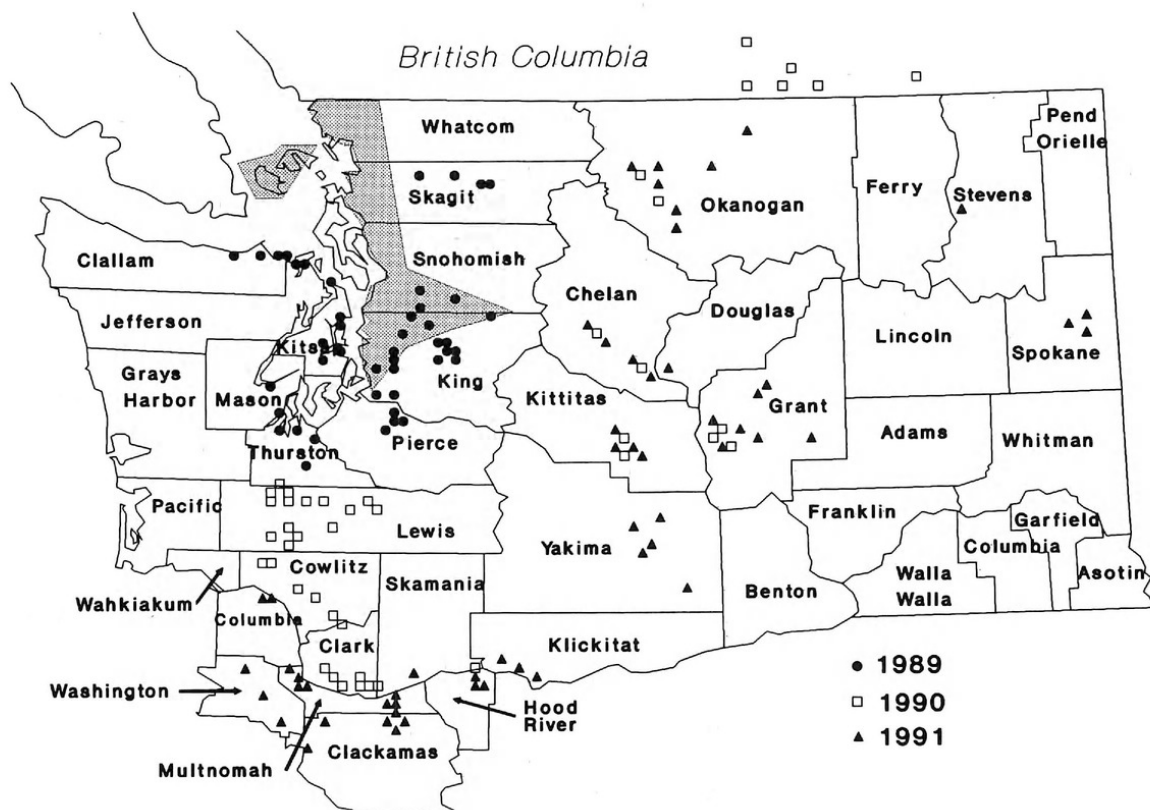 British Columbia
Whatcom
Pend
Orielle
Skagit
Okanogan
Ferry
Stevens
Clallam
Snohomish
Chelan
Douglas
Jefferson
Lincoln
Spokane
Kitsap
Grays
Harbor
Mason
King
Kittitas
Grant
Adams
Whitman
Thurston
Pierce
Pacific
Lewis
Franklin
Garfield
Columbia
Yakima
Cowlitz
Skamania
Walla
Walla
Asotin
Benton
Wahkiakum
Columbia
Clark
Klickitat
1989
Washington
1990
Hood
River
1991
Clackamas
Multnomah